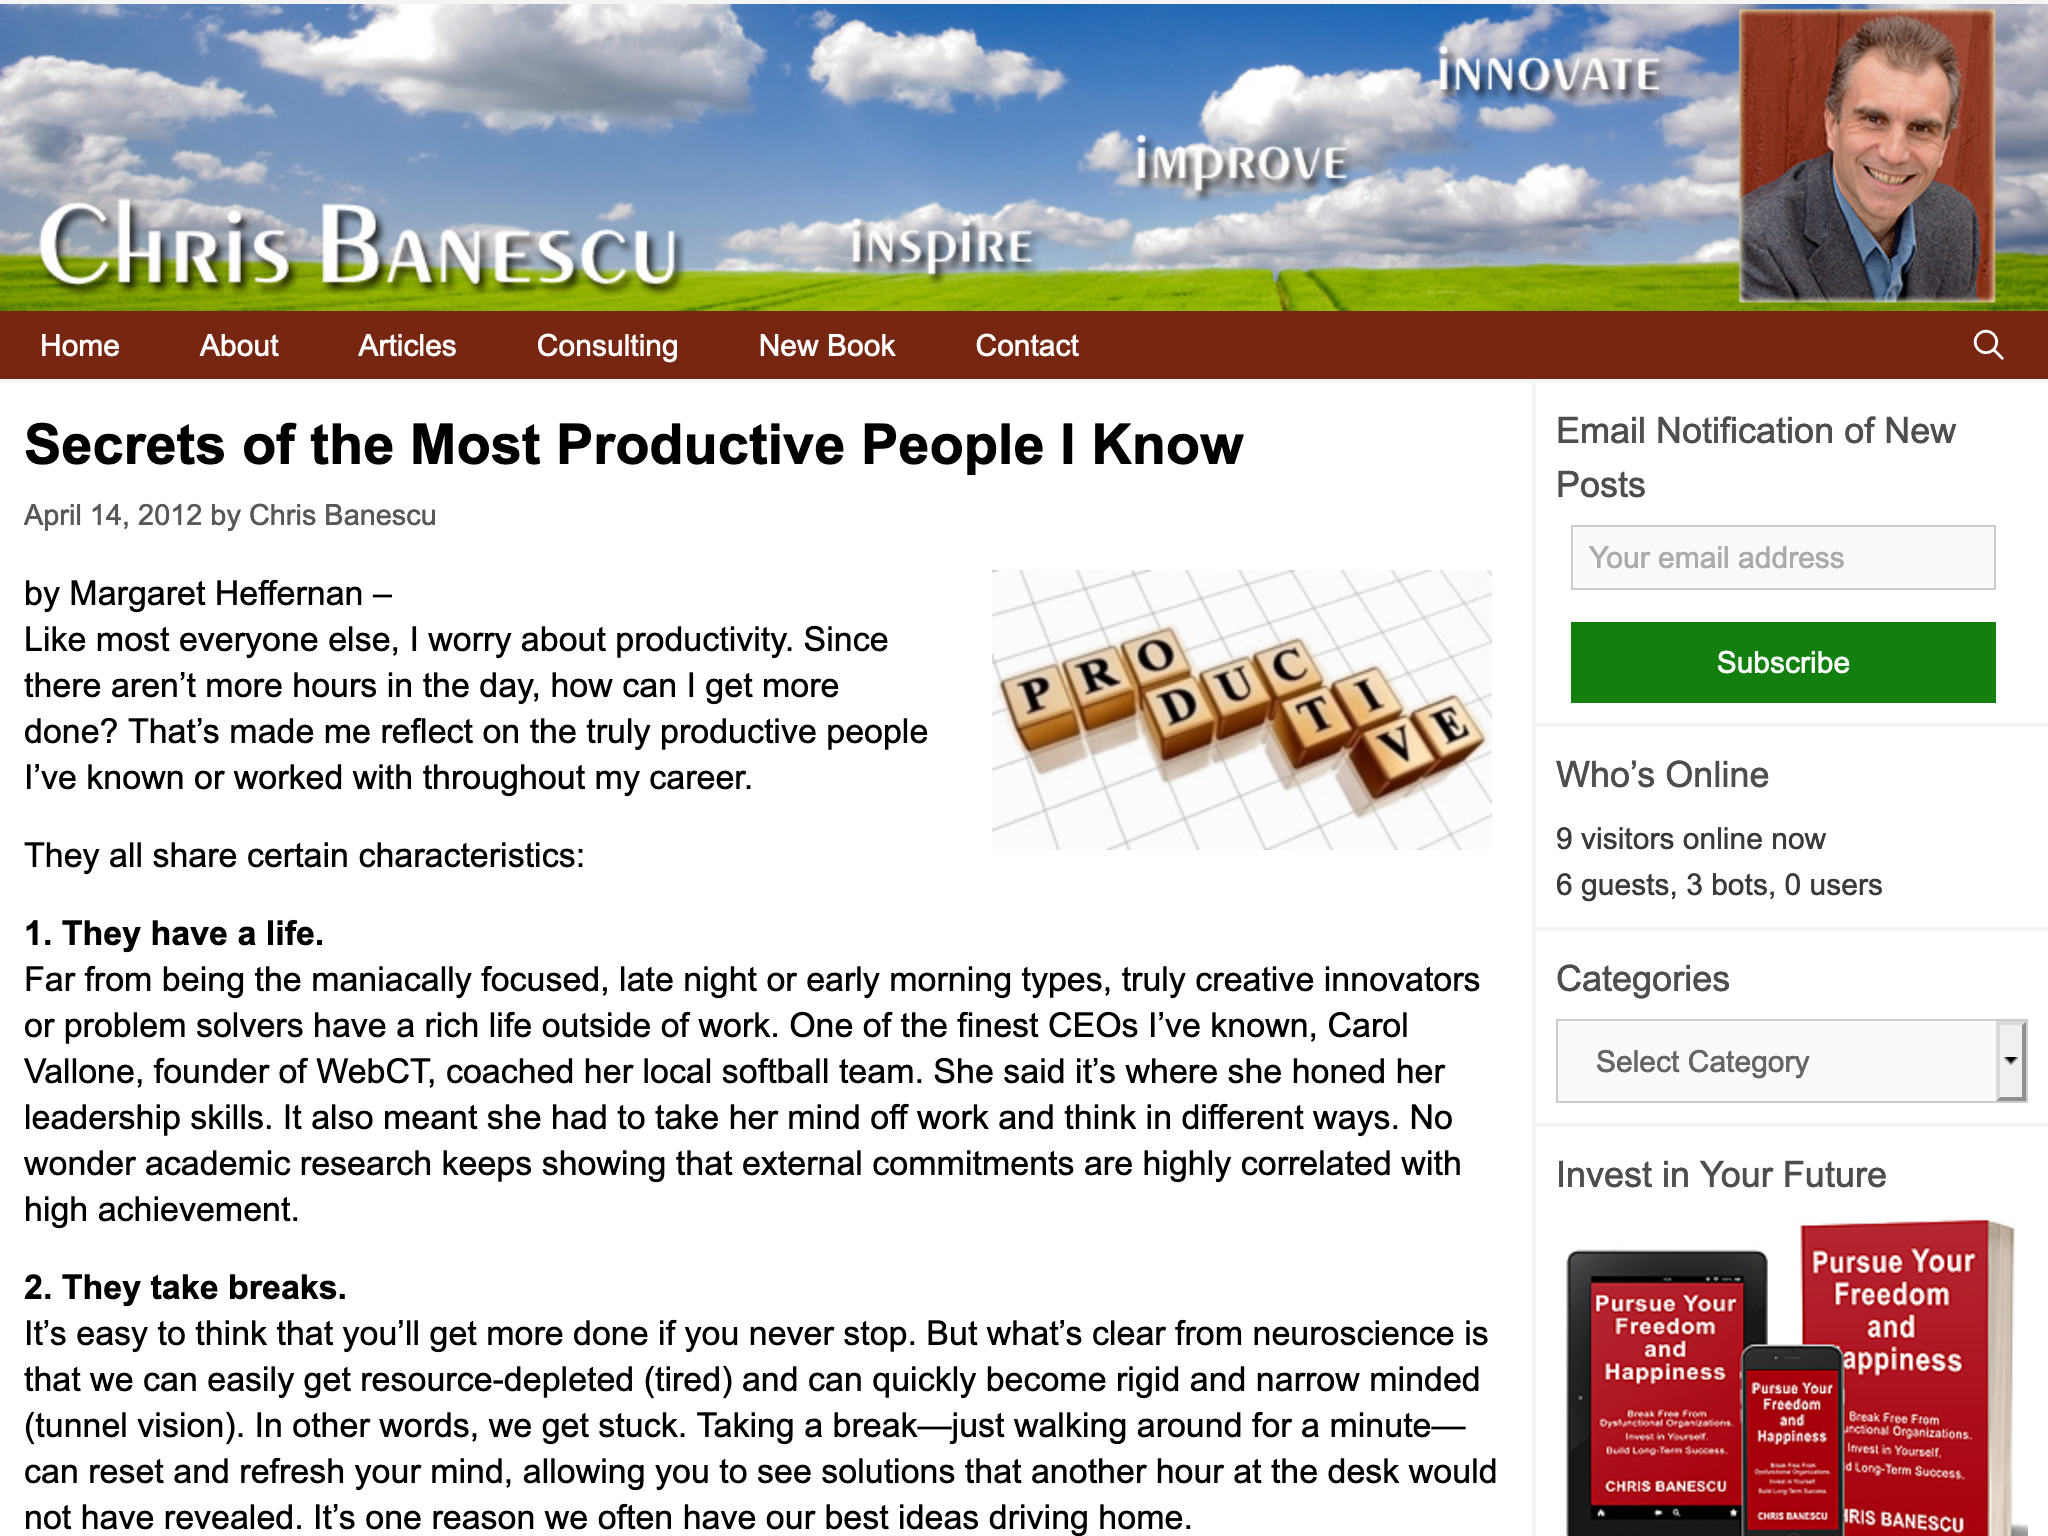 iNNOVATE
iMPROVE
CHRiS BANESCU
iNSPiRE
Home
About
Articles
Consulting
New Book
Contact
Secrets of the Most Productive People I Know
April 14, 2012 by Chris Banescu
PRODUCTIVE
by Margaret Heffernan –
Like most everyone else, I worry about productivity. Since
there aren’t more hours in the day, how can I get more
done? That’s made me reflect on the truly productive people
I’ve known or worked with throughout my career.
They all share certain characteristics:
1. They have a life.
Far from being the maniacally focused, late night or early morning types, truly creative innovators
or problem solvers have a rich life outside of work. One of the finest CEOs I’ve known, Carol
Vallone, founder of WebCT, coached her local softball team. She said it’s where she honed her
leadership skills. It also meant she had to take her mind off work and think in different ways. No
wonder academic research keeps showing that external commitments are highly correlated with
high achievement.
2. They take breaks.
It’s easy to think that you’ll get more done if you never stop. But what’s clear from neuroscience is
that we can easily get resource-depleted (tired) and can quickly become rigid and narrow minded
(tunnel vision). In other words, we get stuck. Taking a break—just walking around for a minute—
can reset and refresh your mind, allowing you to see solutions that another hour at the desk would
not have revealed. It’s one reason we often have our best ideas driving home.
Email Notification of New
Posts
Your email address
Subscribe
Who’s Online
9 visitors online now
6 guests, 3 bots, 0 users
Categories
Select Category
Invest in Your Future
Pursue Your
Freedom
and
Happiness
Break Free From
Dysfunctional Organizations.
Invest in Yourself.
Build Long-Term Success.
CHRIS BANESCU
Pursue Your
Freedom
and
Happiness
Break Free From
Dysfunctional Organizations.
Invest in Yourself.
Build Long-Term Success.
CHRIS BANESCU
Pursue Your
Freedom
and
appiness
Break Free From
nctional Organizations.
Invest in Yourself.
d Long-Term Success.
RIS BANESCU